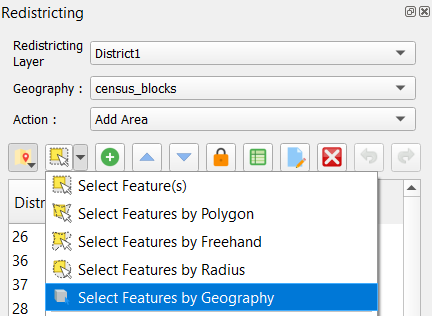 Redistricting
Redistricting
Layer
District1
Geography :
census_blocks
Action :
Add Area
Select Feature(s)
Select Features by Polygon
Select Features by Freehand
Select Features by Radius
Select Features by Geography
26
36
37
28